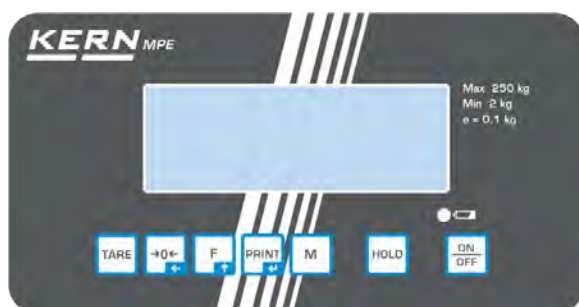 KERN MPE
Max 250 kg
Min 2 kg
e = 0.1 kg
TARE →0← F PRINT M HOLD ON
OFF